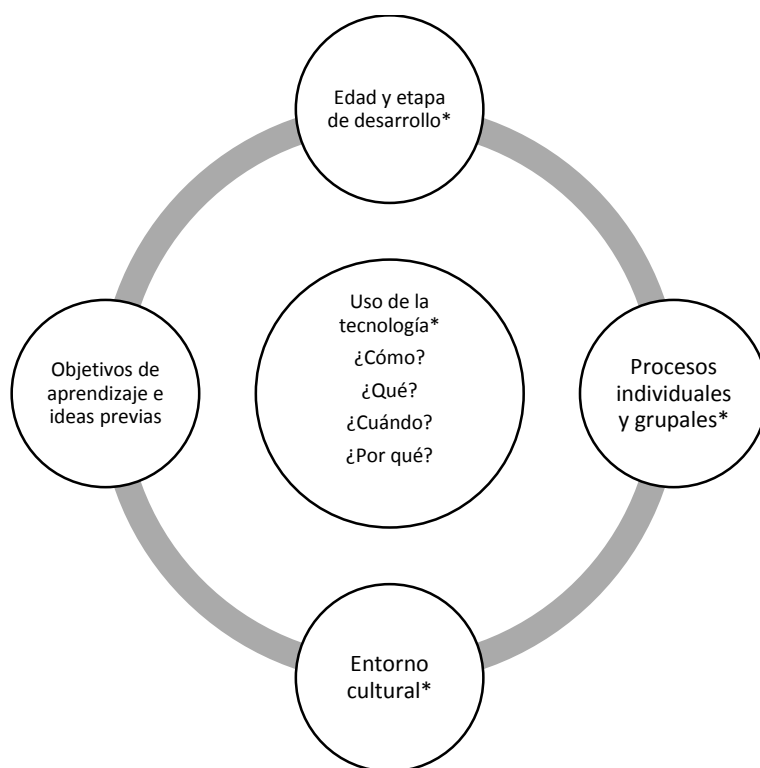 Edad y etapa
de desarrollo*
Uso de la
tecnología*
¿Cómo?
¿Qué?
¿Cuándo?
¿Por qué?
Objetivos de
aprendizaje e
ideas previas
Procesos
individuales
y grupales*
Entorno
cultural*